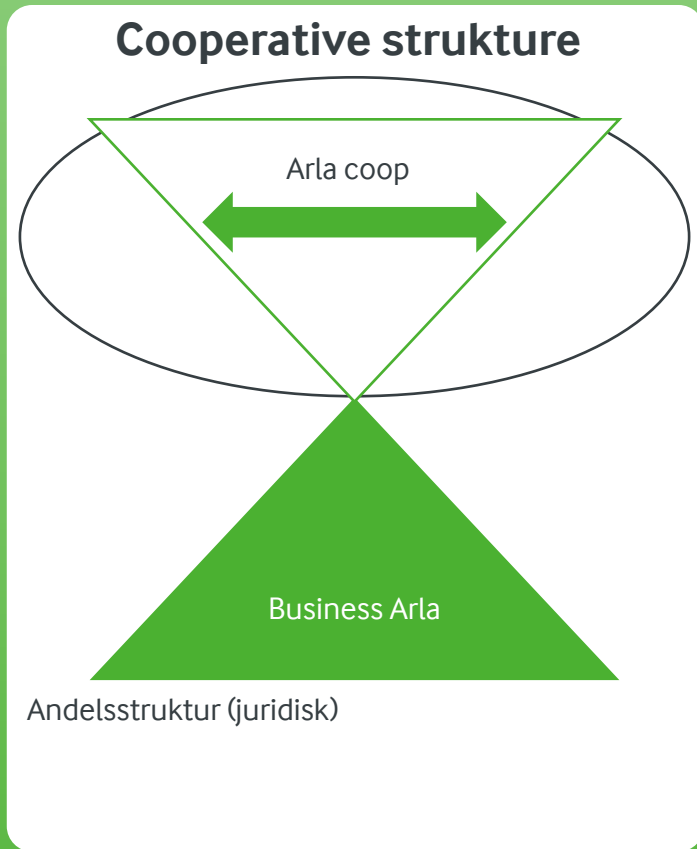 Cooperative strukture
Arla coop
Business Arla
Andelsstruktur (juridisk)